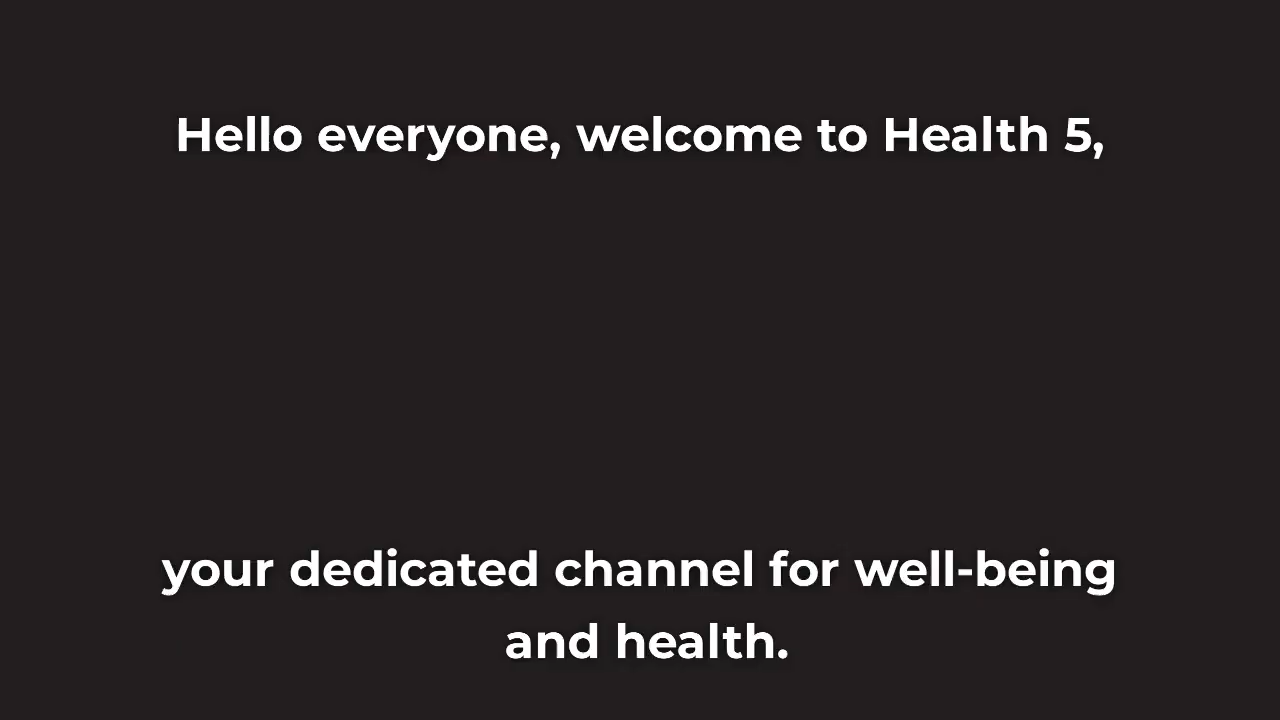 Hello everyone, welcome to Health 5,
your dedicated channel for well-being
and health.